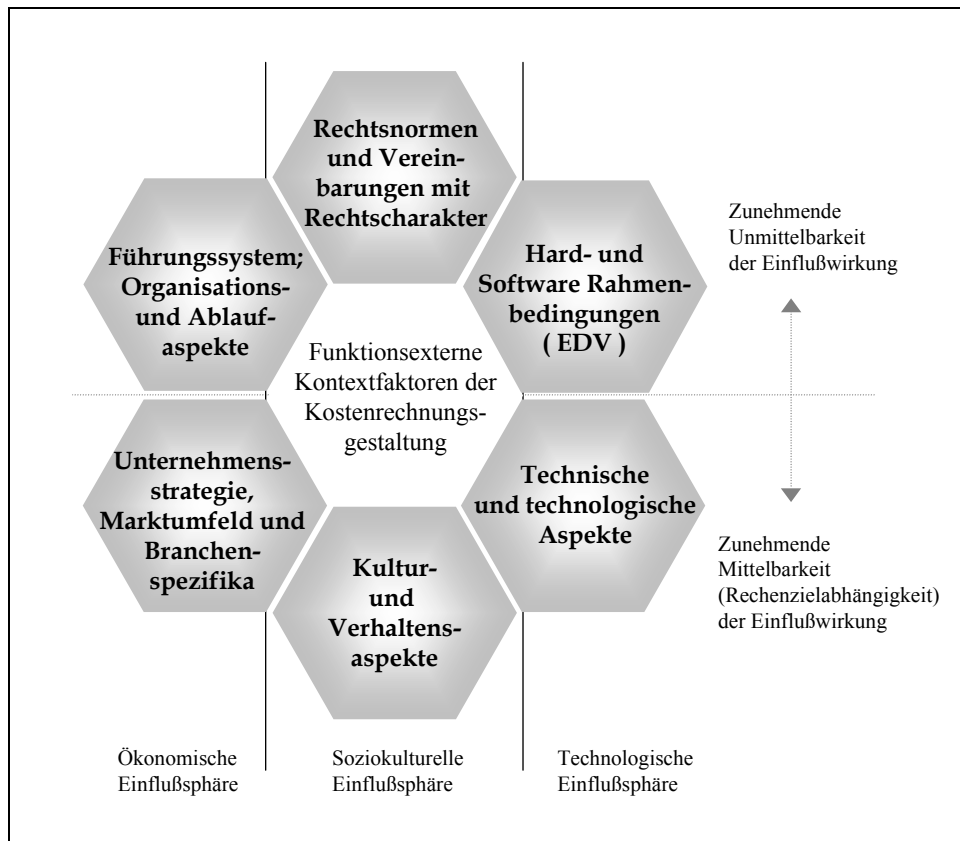 Rechtsnormen
und Verein-
barungen mit
Rechtscharakter
Führungssystem;
Organisations-
und Ablauf-
aspekte
Hard- und
Software Rahmen-
bedingungen
( EDV )
Zunehmende
Unmittelbarkeit
der Einflußwirkung
Funktionsexterne
Kontextfaktoren der
Kostenrechnungs-
gestaltung
Unternehmens-
strategie,
Marktumfeld und
Branchen-
spezifika
Kultur-
und
Verhaltens-
aspekte
Technische
und technologische
Aspekte
Zunehmende
Mittelbarkeit
(Rechenzielabhängigkeit)
der Einflußwirkung
Ökonomische
Einflußsphäre
Soziokulturelle
Einflußsphäre
Technologische
Einflußsphäre